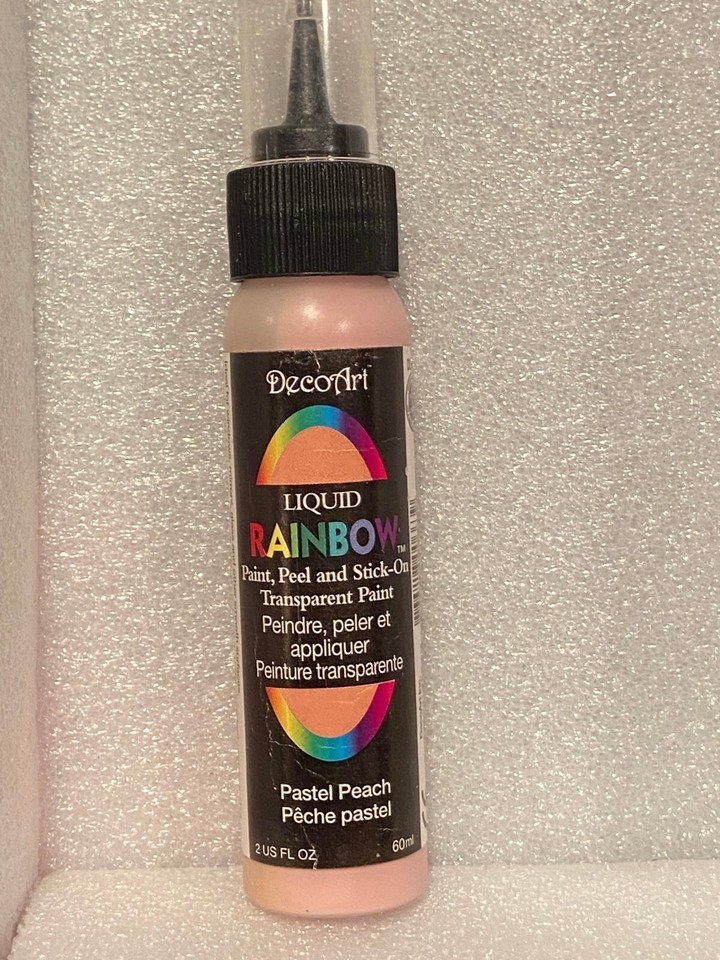 DecoArt
LIQUID
RAINBOW™
Paint, Peel and Stick-On
Transparent Paint
Peindre, peler et
appliquer
Peinture transparente
Pastel Peach
Pêche pastel
2 US FL OZ
60ml